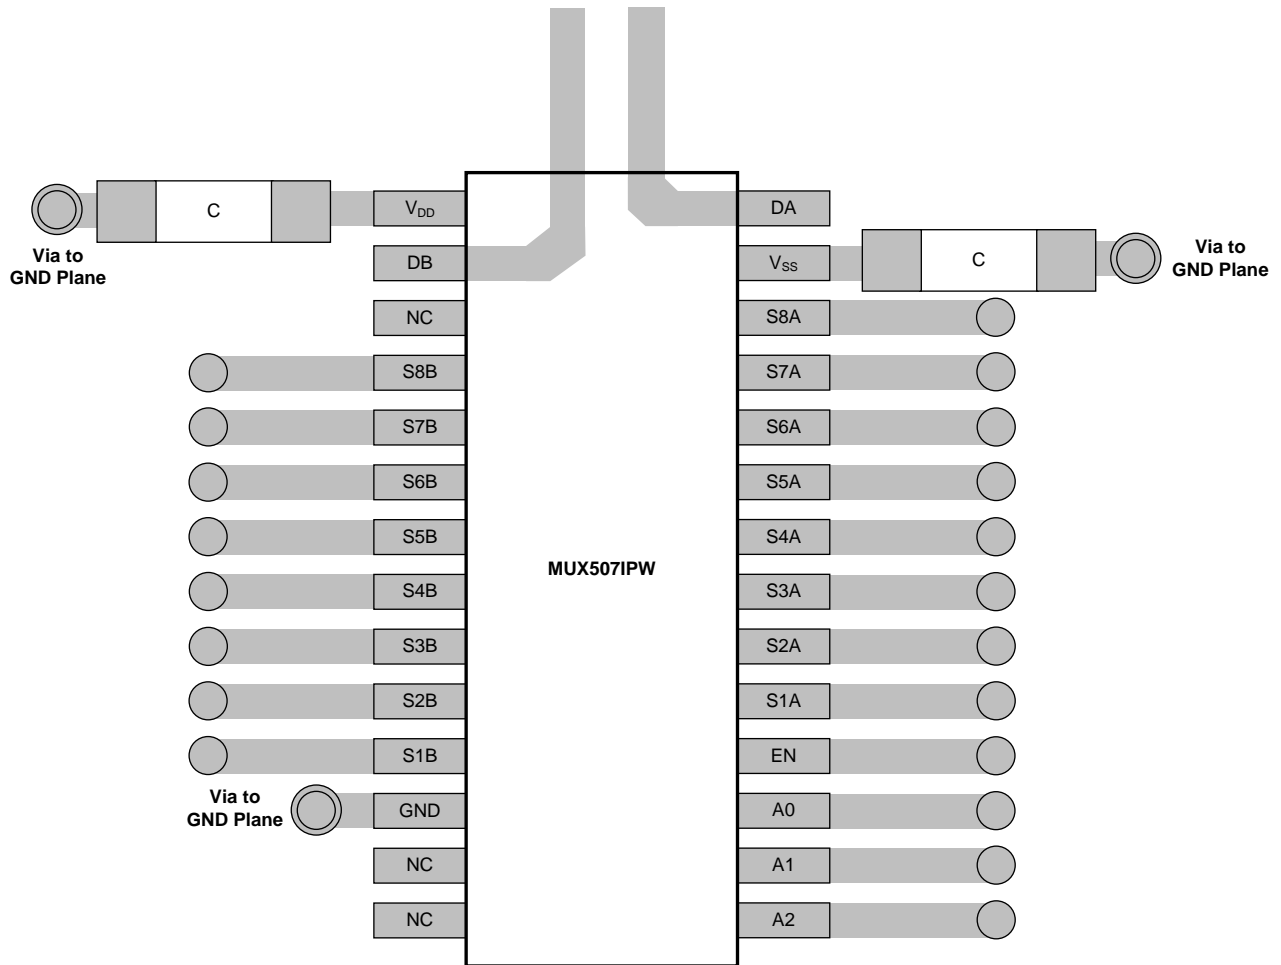 C
V_DD
DA
Via to
GND Plane
DB
V_SS
C
Via to
GND Plane
NC
S8A
S8B
S7A
S7B
S6A
S6B
S5A
S5B
S4A
MUX507IPW
S4B
S3A
S3B
S2A
S2B
S1A
S1B
EN
Via to
GND Plane
GND
A0
NC
A1
NC
A2